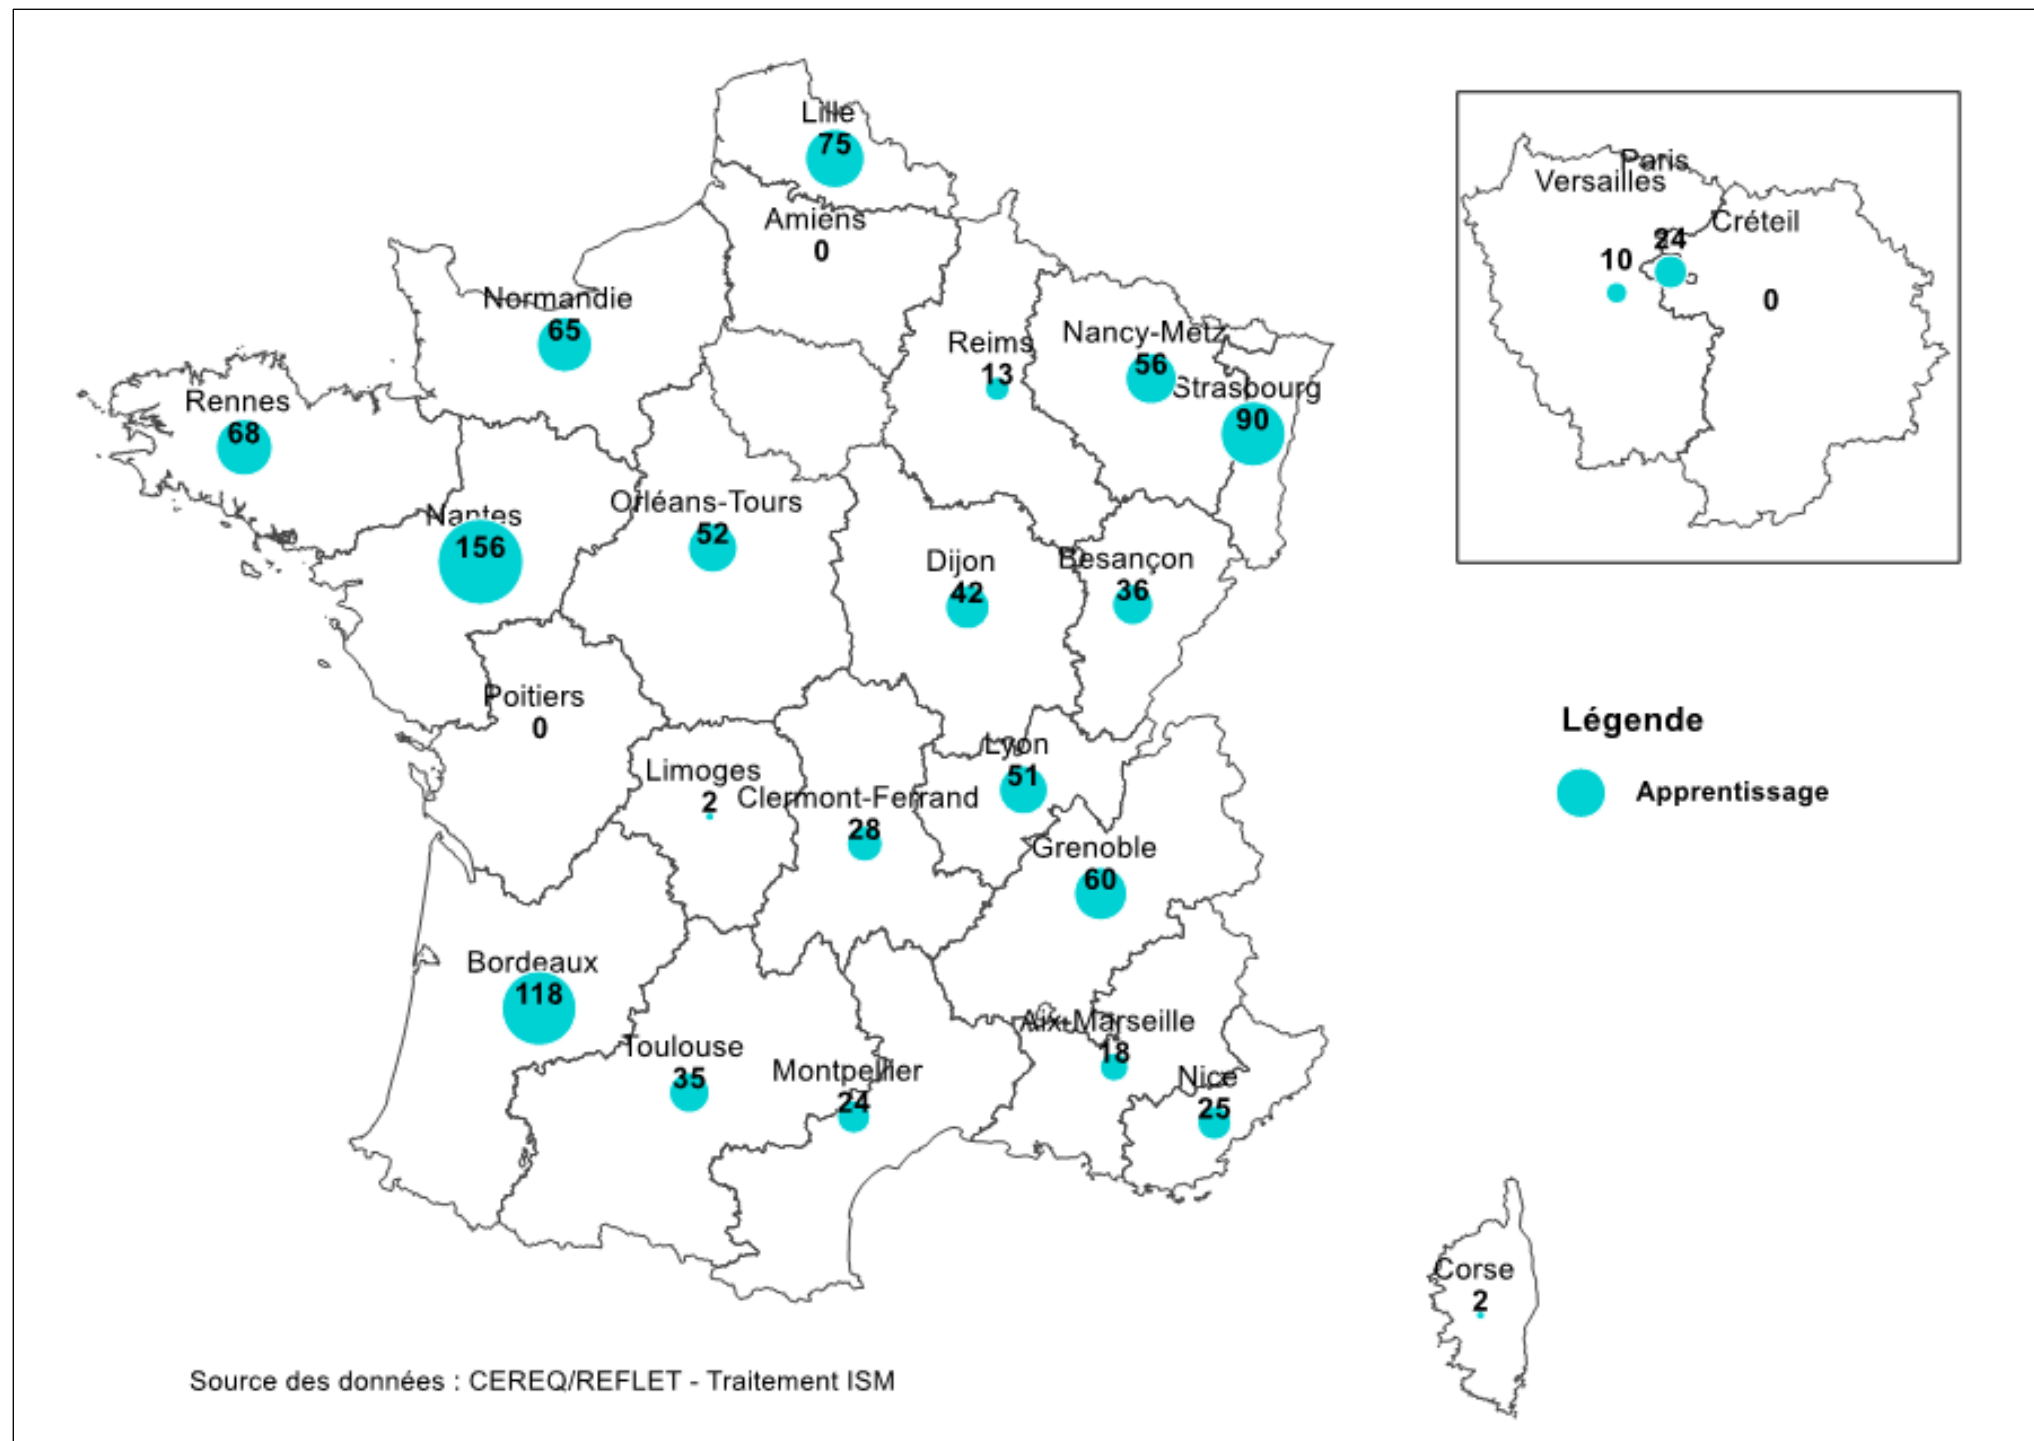 Lille
75
Amiens
0
Paris
Versailles
Créteil
24
10
0
Normandie
65
Reims
13
Nancy-Metz
56
Strasbourg
90
Rennes
68
Nantes
156
Orléans-Tours
52
Dijon
42
Besançon
36
Poitiers
0
Légende
Apprentissage
Limoges
2
Clermont-Ferrand
28
Lyon
51
Grenoble
60
Bordeaux
118
Toulouse
35
Montpellier
24
Aix-Marseille
18
Nice
25
Corse
2
Source des données : CEREQ/REFLET - Traitement ISM